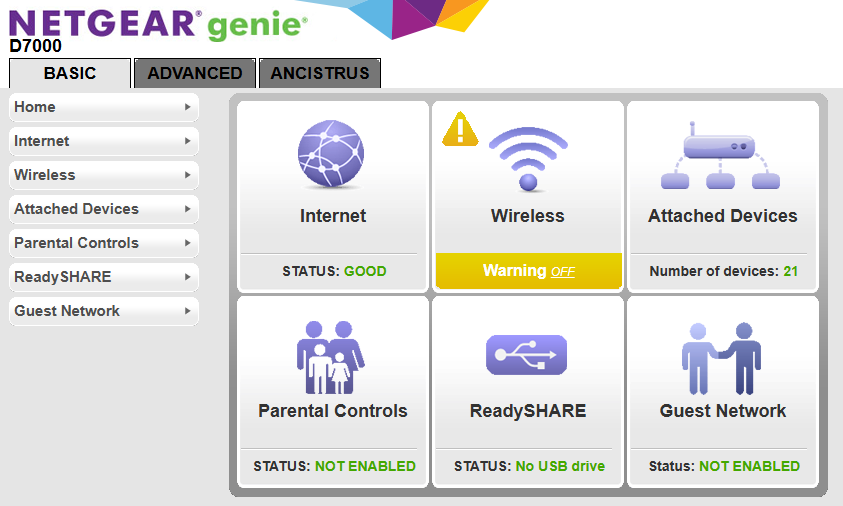 NETGEAR® genie®
D7000
BASIC ADVANCED ANCISTRUS
Home
Internet
Wireless
Attached Devices
Parental Controls
ReadySHARE
Guest Network
Internet Wireless Attached Devices
STATUS: GOOD Warning OFF Number of devices: 21
Parental Controls ReadySHARE Guest Network
STATUS: NOT ENABLED STATUS: No USB drive Status: NOT ENABLED